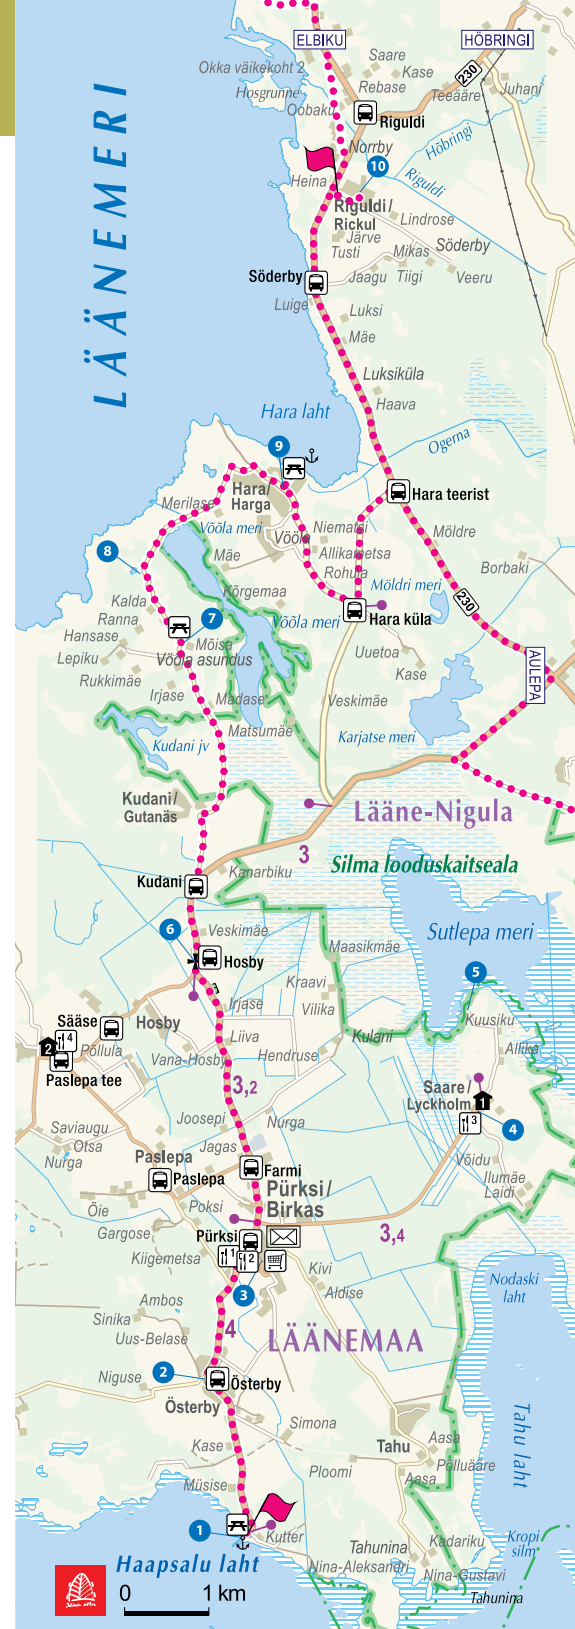 ELBIKU
HÖBRINGI
Okka väikekoht 2
Saare
Kase
Rebase
230
Hosgrunne
Oobaku
Teeääre
Juhani
Riguldi
LÄÄNEMERI
Norrby
Höbringi
10
Heina
Riguldi
Riguldi/
Rickul
Lindrose
Järve
Tusti
Mikas
Söderby
Söderby
Jaagu
Tiigi
Veeru
Luige
Luksi
Mäe
Luksiküla
Haava
Hara laht
9
Ogerna
Hara/
Harga
Hara teerist
Merilase
Võõla meri
Vööla
Niematsi
Möldre
8
Mäe
Allikametsa
Rohula
Borbaki
Kõrgemaa
Möldri meri
Kalda
Ranna
7
Võõla meri
Hara küla
230
Hansase
Mõisa
Lepiku
Vööla asundus
Uuetoa
AULEPA
Rukkimäe
Kase
Irjase
Madase
Veskimäe
Matsumäe
Karjatse meri
Kudani jv
Kudani/
Gutanäs
Lääne-Nigula
3
Silma looduskaitseala
Kanarbiku
Kudani
6
Veskimäe
Sutlepa meri
Maasikmäe
Hosby
5
Kraavi
Irjase
Vilika
Kuusiku
Sääse
Hosby
Liiva
Kulani
2
4
Põllula
Vana-Hosby
Hendruse
Allika
Paslepa tee
3,2
Saare/
Lyckholm
1
Joosepi
Nurga
3
4
Saviaugu
Otsa
Nurga
Paslepa
Jagas
Võidu
Farmi
Paslepa
Pürksi/
Birkas
Ilumäe
Laidi
Õie
Poksi
Gargose
Pürksi
3,4
Kiigemetsa
1
2
Kivi
Nodaski
laht
3
Aldise
Ambos
Sinika
4
LÄÄNEMAA
Uus-Belase
2
Niguse
Österby
Österby
Simona
Tahu laht
Kase
Tahu
Aasa
Põlluääre
Ploomi
Aasa
Müsise
1
Kutter
Kropi
silm
Tahunina
Kadariku
Haapsalu laht
Nina-Aleksandri
Nina-Gustavi
Tahunina
0
1 km